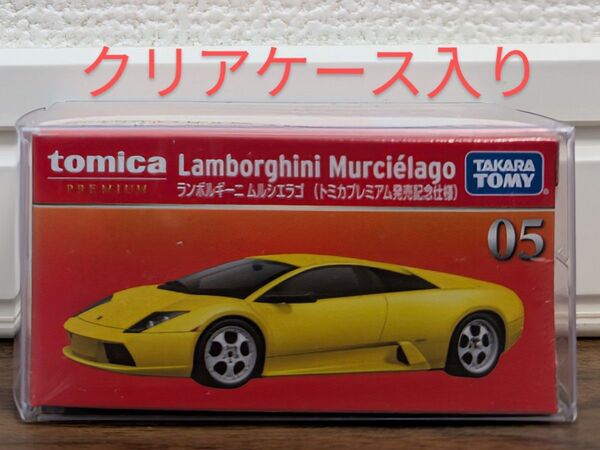 クリアケース入り
tomica Lamborghini Murciélago TAKARA TOMY
PREMIUM ランボルギーニ ムルシエラゴ (トミカプレミアム発売記念仕様)
05